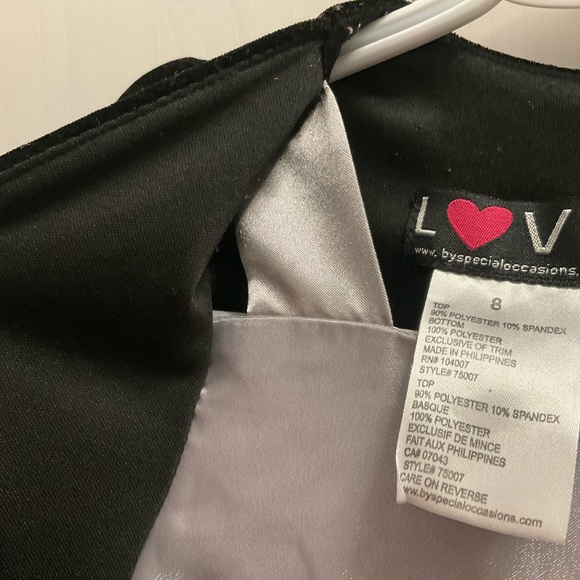 L V
www.byspecialoccasions.
8
TOP
90% POLYESTER 10% SPANDEX
BOTTOM
100% POLYESTER
EXCLUSIVE OF TRIM
MADE IN PHILIPPINES
RN# 104007
STYLE# 75007
TOP
90% POLYESTER 10% SPANDEX
BASQUE
100% POLYESTER
EXCLUSIF DE MINCE
FAIT AUX PHILIPPINES
CA# 07043
STYLE# 75007
CARE ON REVERSE
www.byspecialoccasions.com